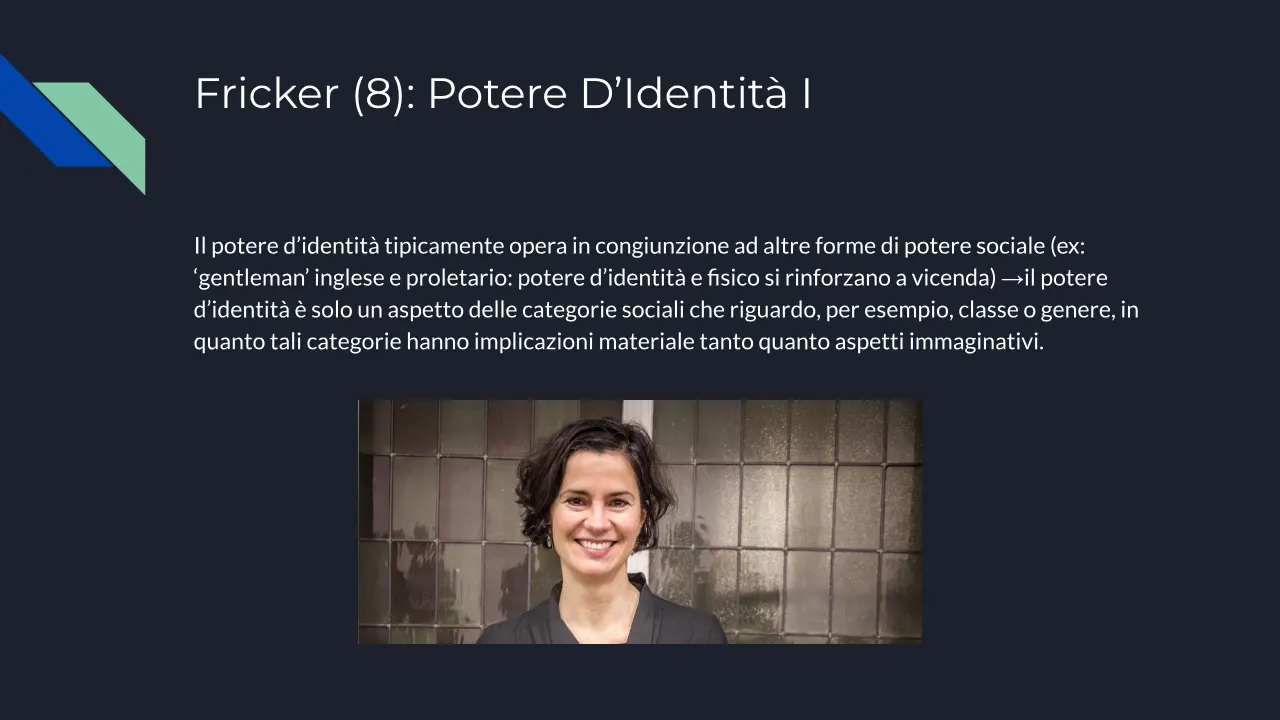 Fricker (8): Potere D’Identità I
Il potere d’identità tipicamente opera in congiunzione ad altre forme di potere sociale (ex:
‘gentleman’ inglese e proletario: potere d’identità e fisico si rinforzano a vicenda) →il potere
d’identità è solo un aspetto delle categorie sociali che riguardo, per esempio, classe o genere, in
quanto tali categorie hanno implicazioni materiale tanto quanto aspetti immaginativi.